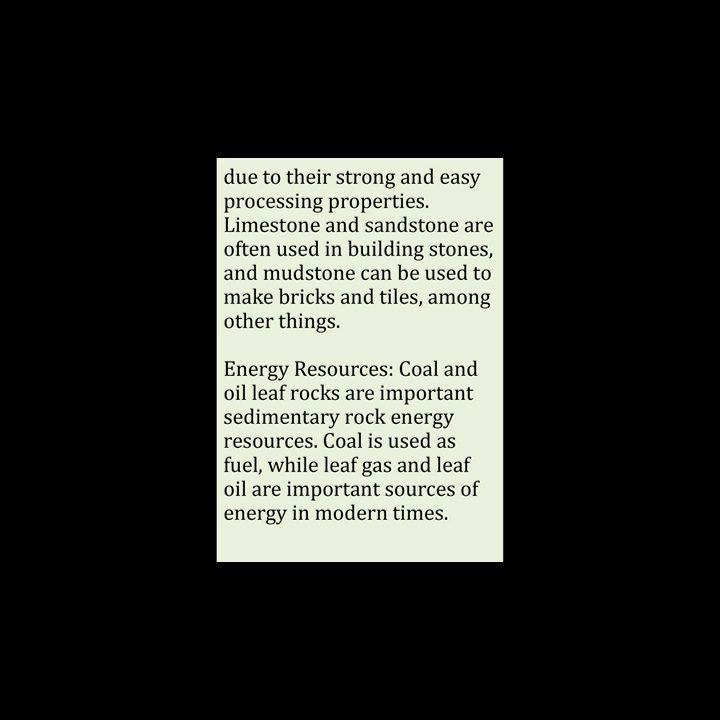 due to their strong and easy
processing properties.
Limestone and sandstone are
often used in building stones,
and mudstone can be used to
make bricks and tiles, among
other things.
Energy Resources: Coal and
oil leaf rocks are important
sedimentary rock energy
resources. Coal is used as
fuel, while leaf gas and leaf
oil are important sources of
energy in modern times.